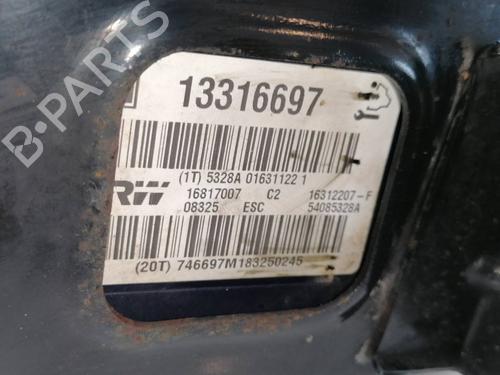 13316697
(1T) 5328A 01631122 1
RW 16817007 C2 16312207-F
08325 ESC 54085328A
(20T) 746697M183250245
B-PARTS